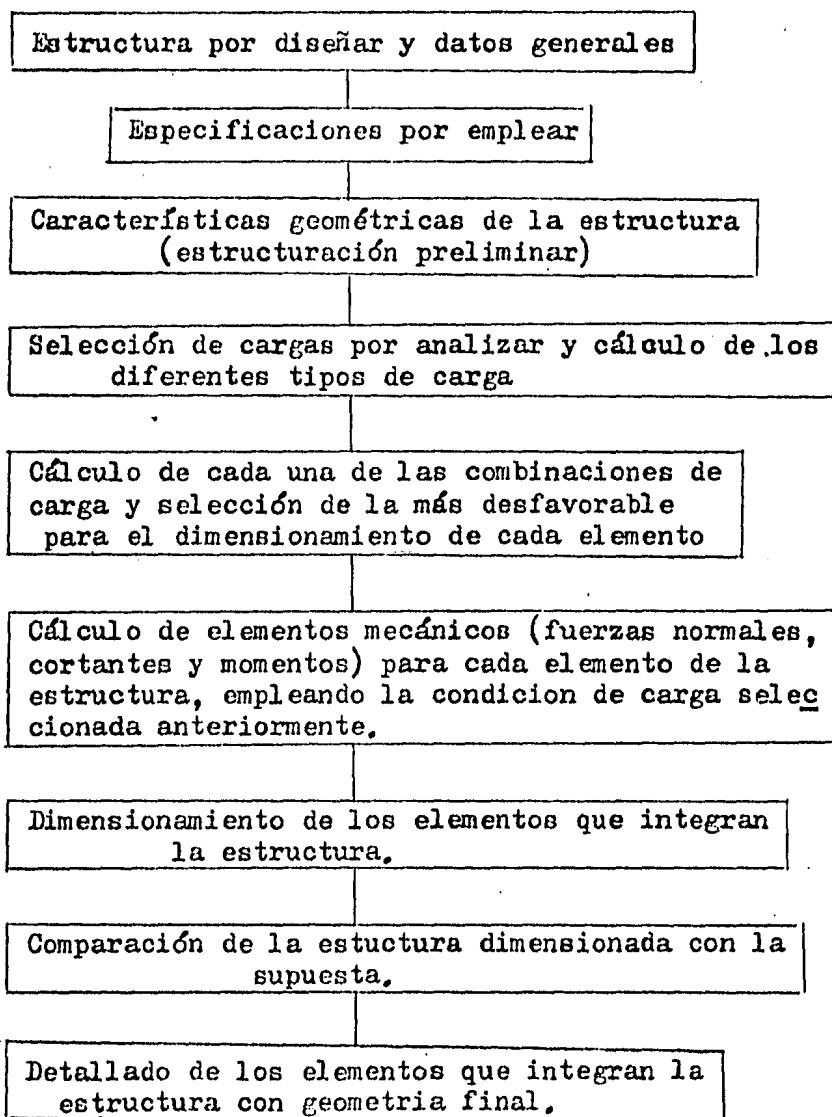 Estructura por diseñar y datos generales
Especificaciones por emplear
Características geométricas de la estructura
(estructuración preliminar)
Selección de cargas por analizar y cálculo de los
diferentes tipos de carga
Cálculo de cada una de las combinaciones de
carga y selección de la más desfavorable
para el dimensionamiento de cada elemento
Cálculo de elementos mecánicos (fuerzas normales,
cortantes y momentos) para cada elemento de la
estructura, empleando la condicion de carga selec
cionada anteriormente.
Dimensionamiento de los elementos que integran
la estructura.
Comparación de la estuctura dimensionada con la
supuesta.
Detallado de los elementos que integran la
estructura con geometria final.